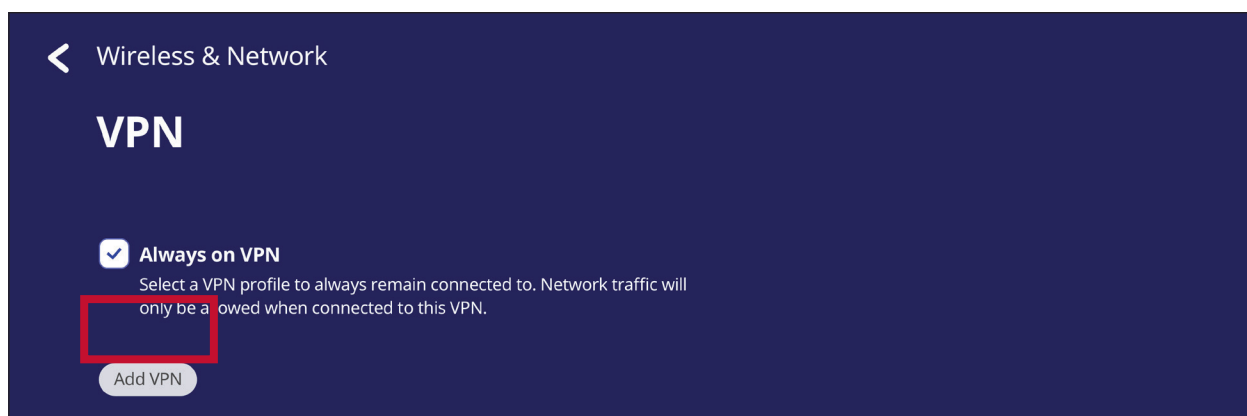 Wireless & Network
VPN
Always on VPN
Select a VPN profile to always remain connected to. Network traffic will
only be allowed when connected to this VPN.
Add VPN